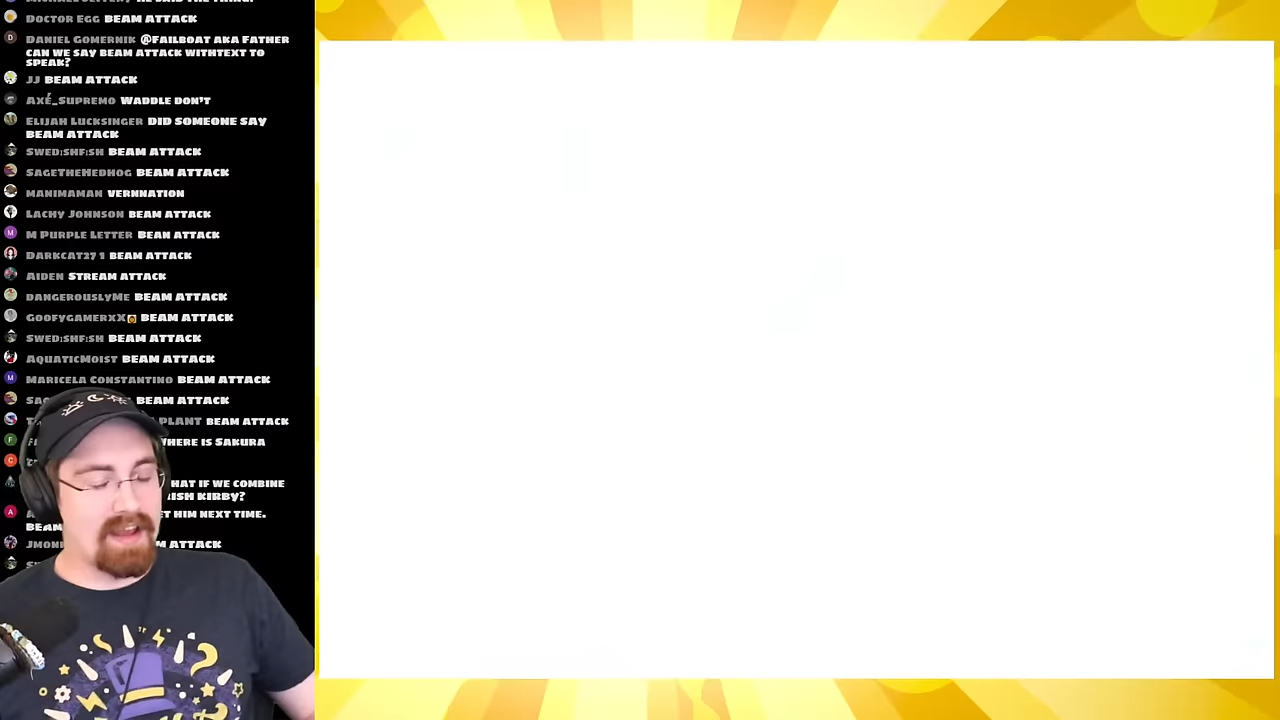 Doctor Egg BEAM ATTACK
Daniel Gomernik @Failboat aka Father
can we say beam attack withtext to
speak?
JJ BEAM ATTACK
Axé_Supremo Waddle don't
Elijah Lucksinger DID SOMEONE SAY
BEAM ATTACK
Swed:shf:sh BEAM ATTACK
SageTheHedhog BEAM ATTACK
manimaman VERNNATION
Lachy Johnson BEAM ATTACK
M Purple Letter Bean attack
Darkcat27 1 BEAM ATTACK
Aiden Stream attack
dangerouslyMe BEAM ATTACK
Goofygamerxx BEAM ATTACK
Swed:shf:sh BEAM ATTACK
AquaticMoist BEAM ATTACK
Maricela Constantino BEAM ATTACK
BEAM ATTACK
PLANT BEAM ATTACK
where is Sakura
hat if we combine
Kirby?
him next time.